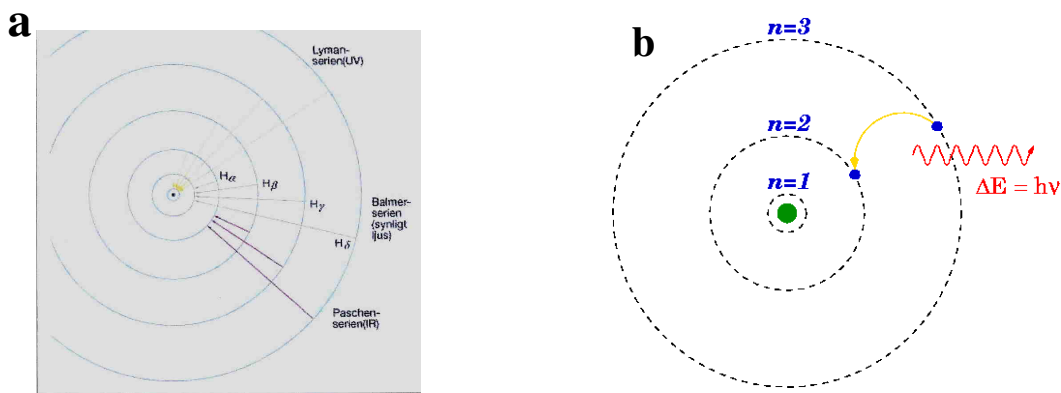 a
Lyman-
serien(UV)
Hα
Hβ
Hγ
Hδ
Balmer-
serien
(synligt
ljus)
Paschen-
serien(IR)
b
n=3
n=2
n=1
ΔE = hν